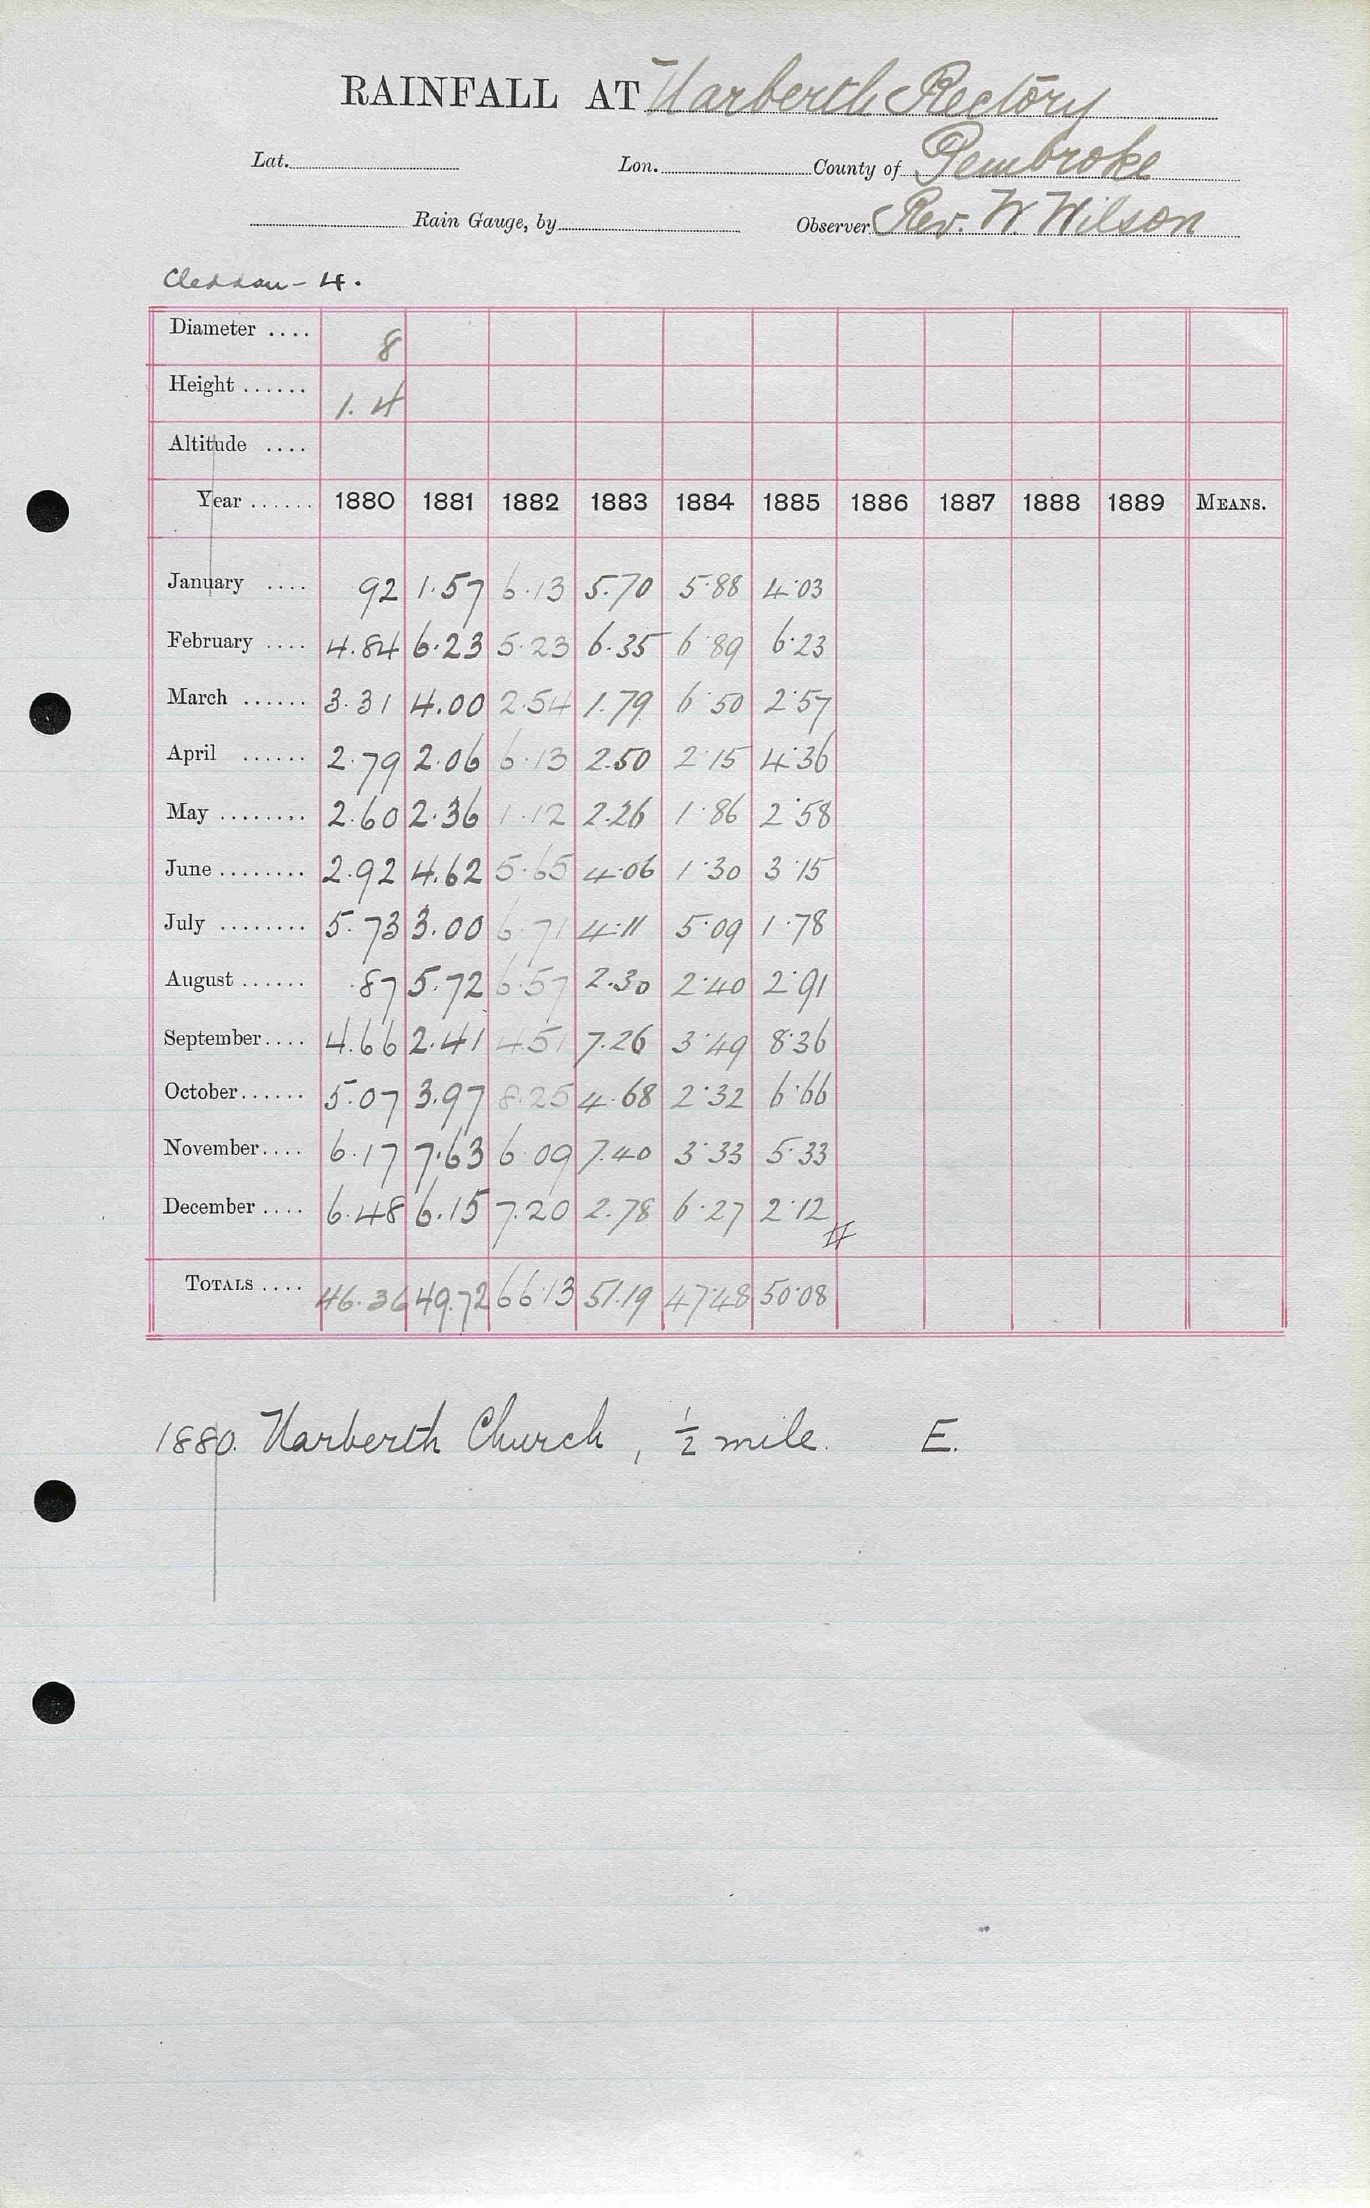 RAINFALL AT Narberth Rectory
Lat. Lon. County of Pembroke
Rain Gauge, by Observer Rev. W. Wilson
Cleddau - 4.
Diameter .... 8
Height ...... 1.4
Altitude ....
Year ...... 1880 1881 1882 1883 1884 1885 1886 1887 1888 1889 MEANS.
January .... 92 1.57 6.13 5.70 5.88 4.03
February .... 4.84 6.23 5.23 6.35 6.89 6.23
March ...... 3.31 4.00 2.54 1.79 6.50 2.57
April ...... 2.79 2.06 6.13 2.50 2.15 4.36
May ........ 2.60 2.36 1.12 2.26 1.86 2.58
June ........ 2.92 4.62 5.65 4.06 1.30 3.15
July ........ 5.73 3.00 6.71 4.11 5.09 1.78
August ...... .87 5.72 6.57 2.30 2.40 2.91
September.... 4.66 2.41 4.51 7.26 3.49 8.36
October...... 5.07 3.97 8.25 4.68 2.32 6.66
November.... 6.17 7.63 6.09 7.40 3.33 5.33
December .... 6.48 6.15 7.20 2.78 6.27 2.12
TOTALS .... 46.36 49.72 66.13 51.19 47.48 50.08
1880. Narberth Church, ½ mile. E.